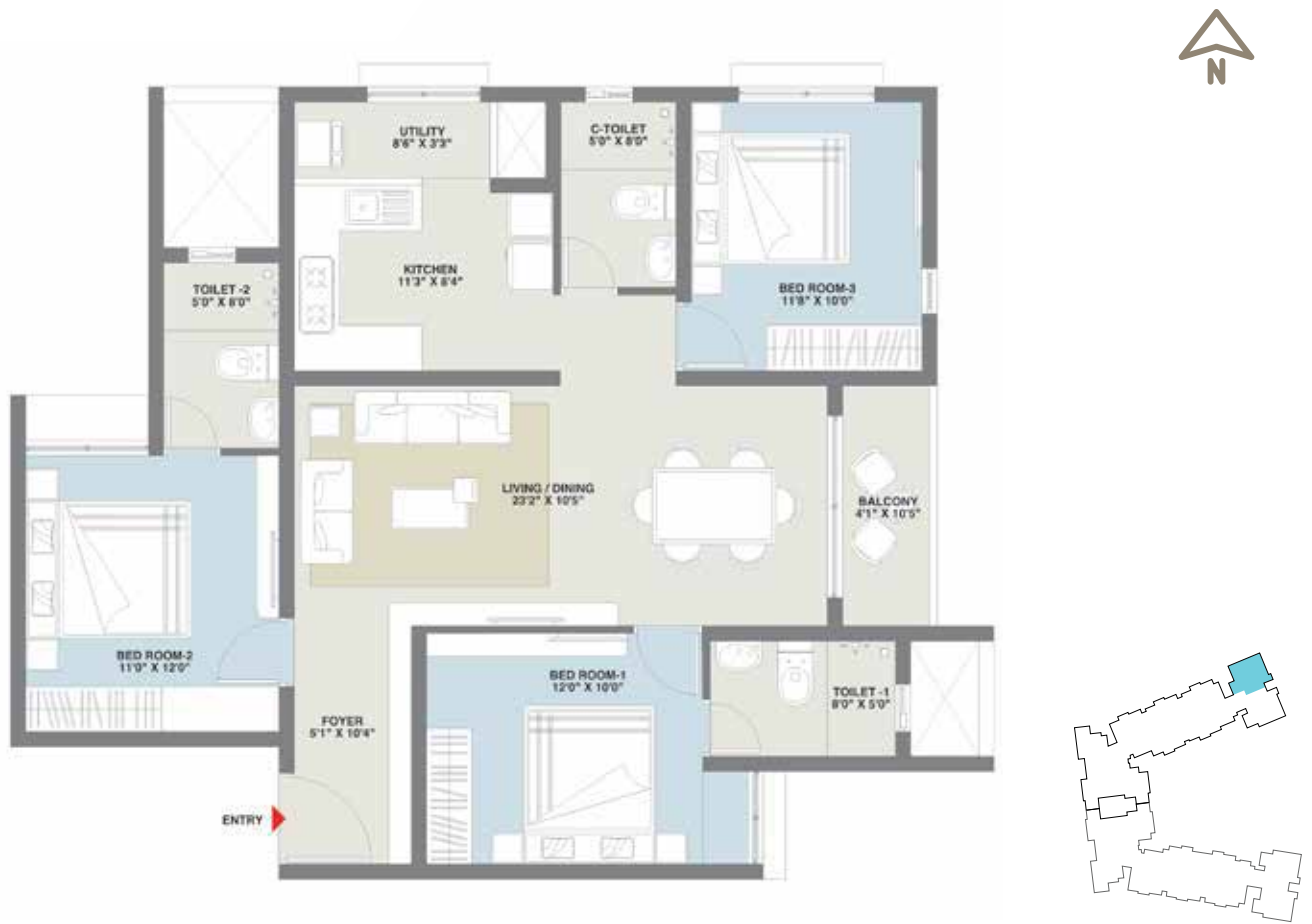 N
UTILITY
8'6" X 3'3"
C-TOILET
5'0" X 8'0"
KITCHEN
11'3" X 8'4"
TOILET -2
5'0" X 8'0"
BED ROOM-3
11'8" X 10'0"
LIVING / DINING
23'2" X 10'5"
BALCONY
4'1" X 10'5"
BED ROOM-2
11'0" X 12'0"
BED ROOM-1
12'0" X 10'0"
TOILET -1
8'0" X 5'0"
FOYER
5'1" X 10'4"
ENTRY